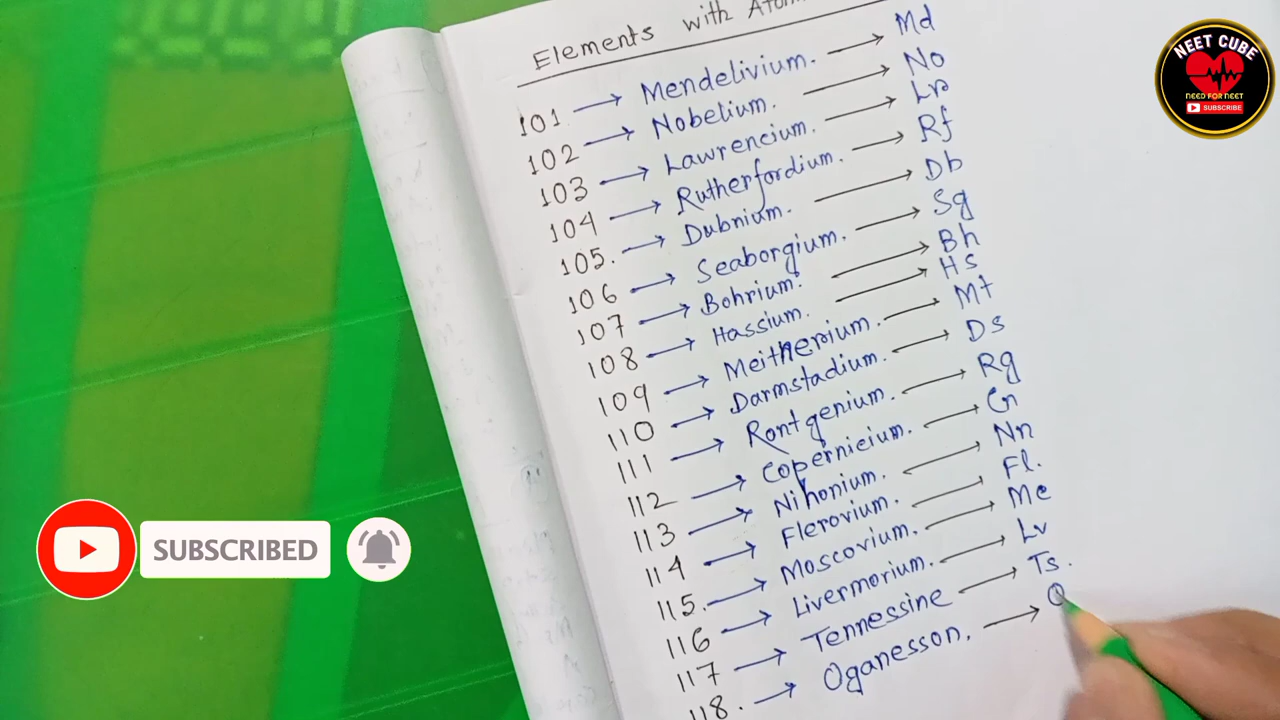 Elements with Atom
101 → Mendelivium. → Md
102 → Nobelium. → No
103 → Lawrencium. → Lr
104 → Rutherfordium. → Rf
105. → Dubnium. → Db
106 → Seaborgium. → Sg
107 → Bohrium. → Bh
108 → Hassium. → Hs
109 → Meitnerium. → Mt
110 → Darmstadium. → Ds
111 → Rontgenium. → Rg
112 → Copernicium. → Cn
113 → Nihonium. → Nn
114 → Flerovium. → Fl.
115. → Moscovium. → Mc
116 → Livermorium. → Lv
117 → Tennessine → Ts.
118. → Oganesson. → O
NEET CUBE
NEED FOR NEET
SUBSCRIBE
SUBSCRIBED